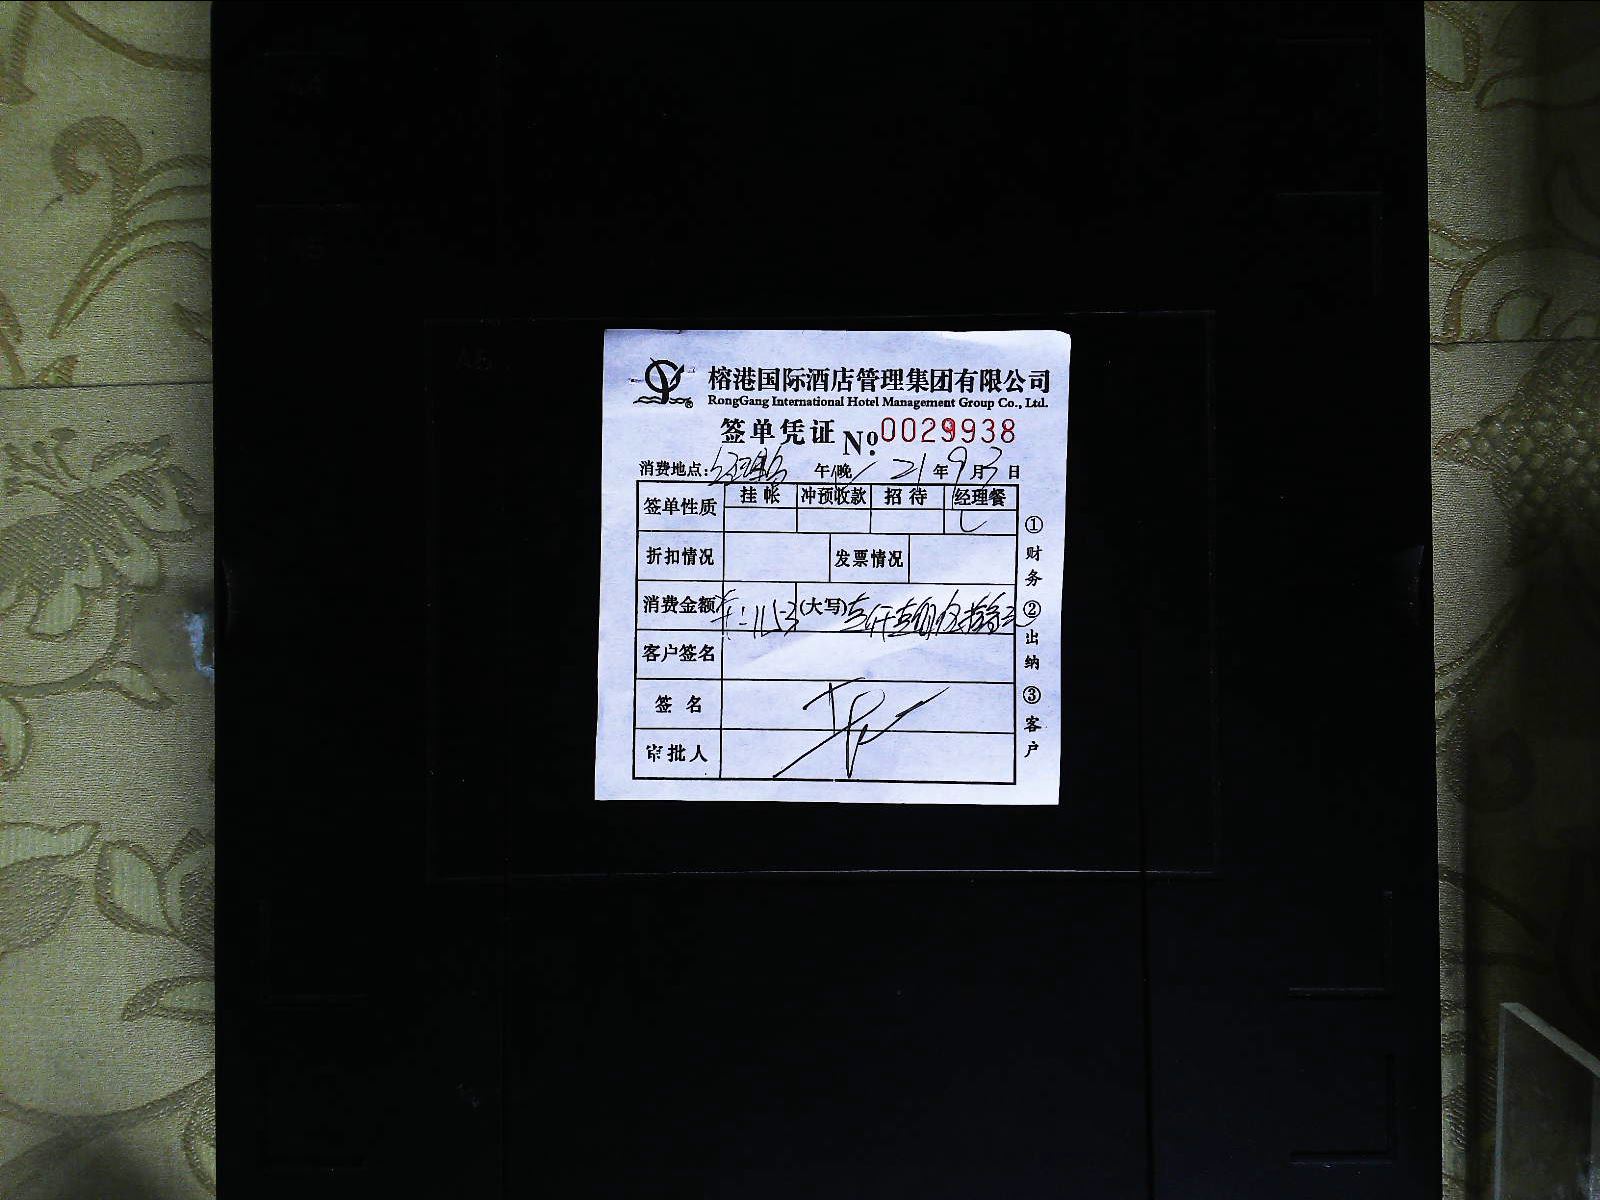 榕港国际酒店管理集团有限公司
RongGang International Hotel Management Group Co., Ltd.
签单凭证 Nº: 0029938
消费地点: 午/晚 21年9月3日
签单性质 挂帐 冲预收款 招待 经理餐
折扣情况 发票情况
消费金额 (大写)
客户签名
签名
审批人
①财务 ②出纳 ③客户